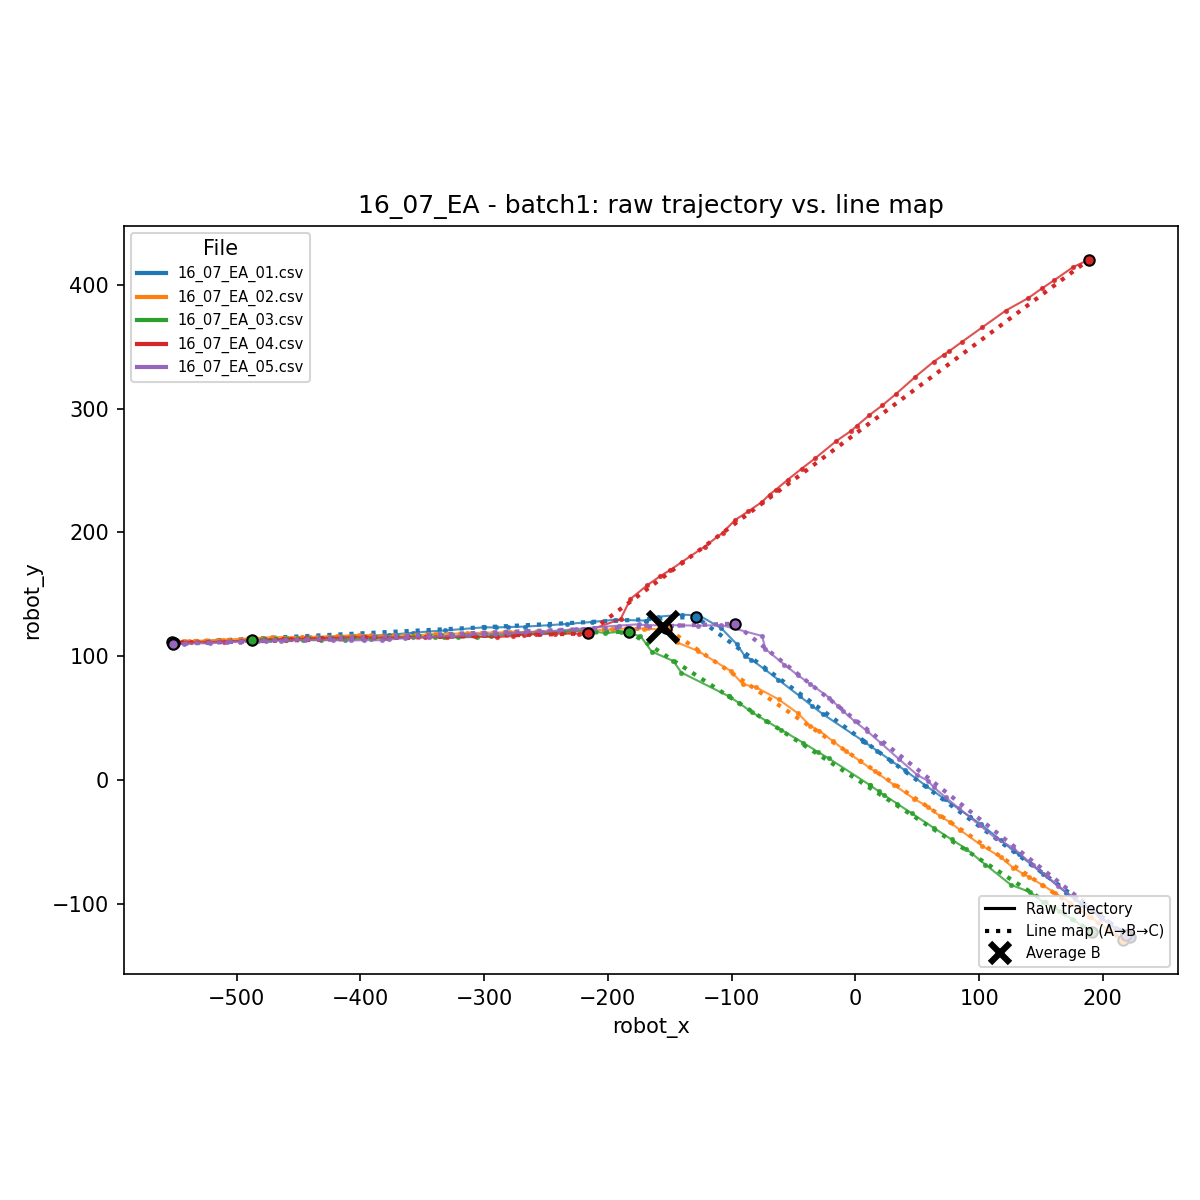 16_07_EA - batch1: raw trajectory vs. line map
File
16_07_EA_01.csv
16_07_EA_02.csv
16_07_EA_03.csv
16_07_EA_04.csv
16_07_EA_05.csv
400
300
200
100
0
−100
robot_y
Raw trajectory
Line map (A→B→C)
Average B
−500
−400
−300
−200
−100
0
100
200
robot_x